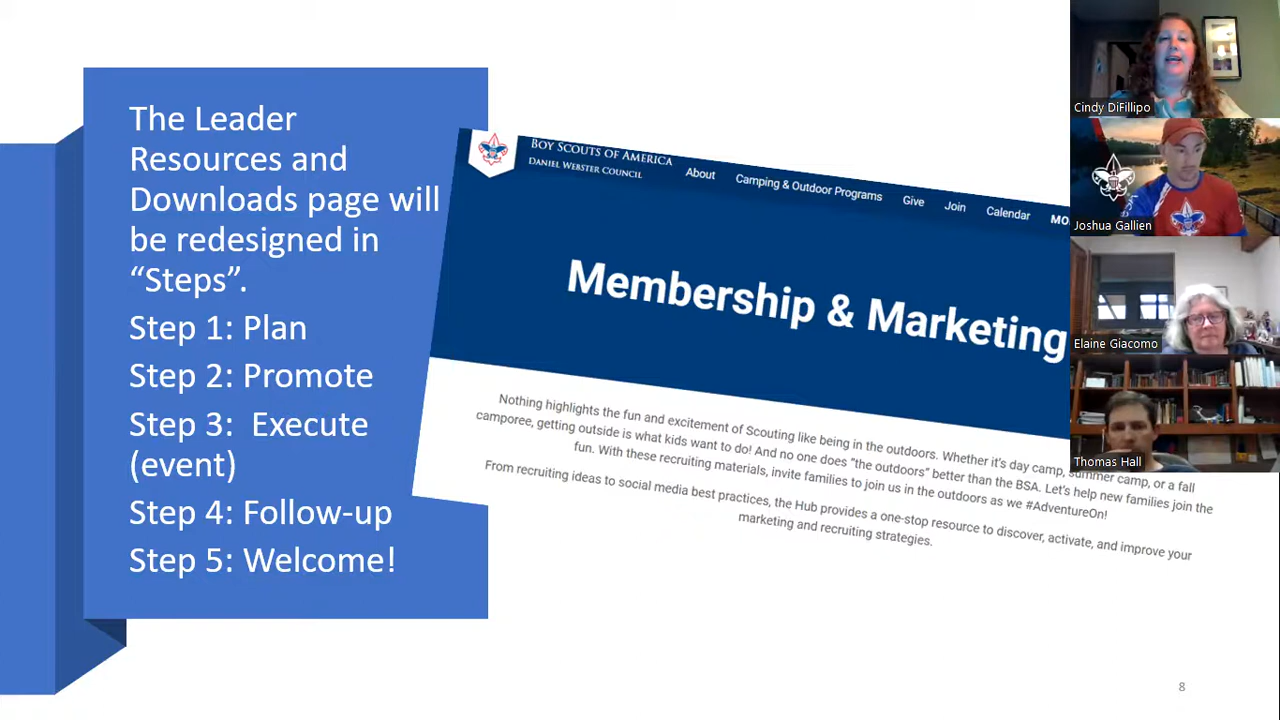 The Leader
Resources and
Downloads page will
be redesigned in
“Steps”.
Step 1: Plan
Step 2: Promote
Step 3:  Execute
(event)
Step 4: Follow-up
Step 5: Welcome!
BOY SCOUTS OF AMERICA
DANIEL WEBSTER COUNCIL
About Camping & Outdoor Programs Give Join Calendar MO
Membership & Marketing
Nothing highlights the fun and excitement of Scouting like being in the outdoors. Whether it's day camp, summer camp, or a fall
camporee, getting outside is what kids want to do! And no one does "the outdoors" better than the BSA. Let's help new families join the
fun. With these recruiting materials, invite families to join us in the outdoors as we #AdventureOn!
From recruiting ideas to social media best practices, the Hub provides a one-stop resource to discover, activate, and improve your
marketing and recruiting strategies.
Cindy DiFillipo
Joshua Gallien
Elaine Giacomo
Thomas Hall
8